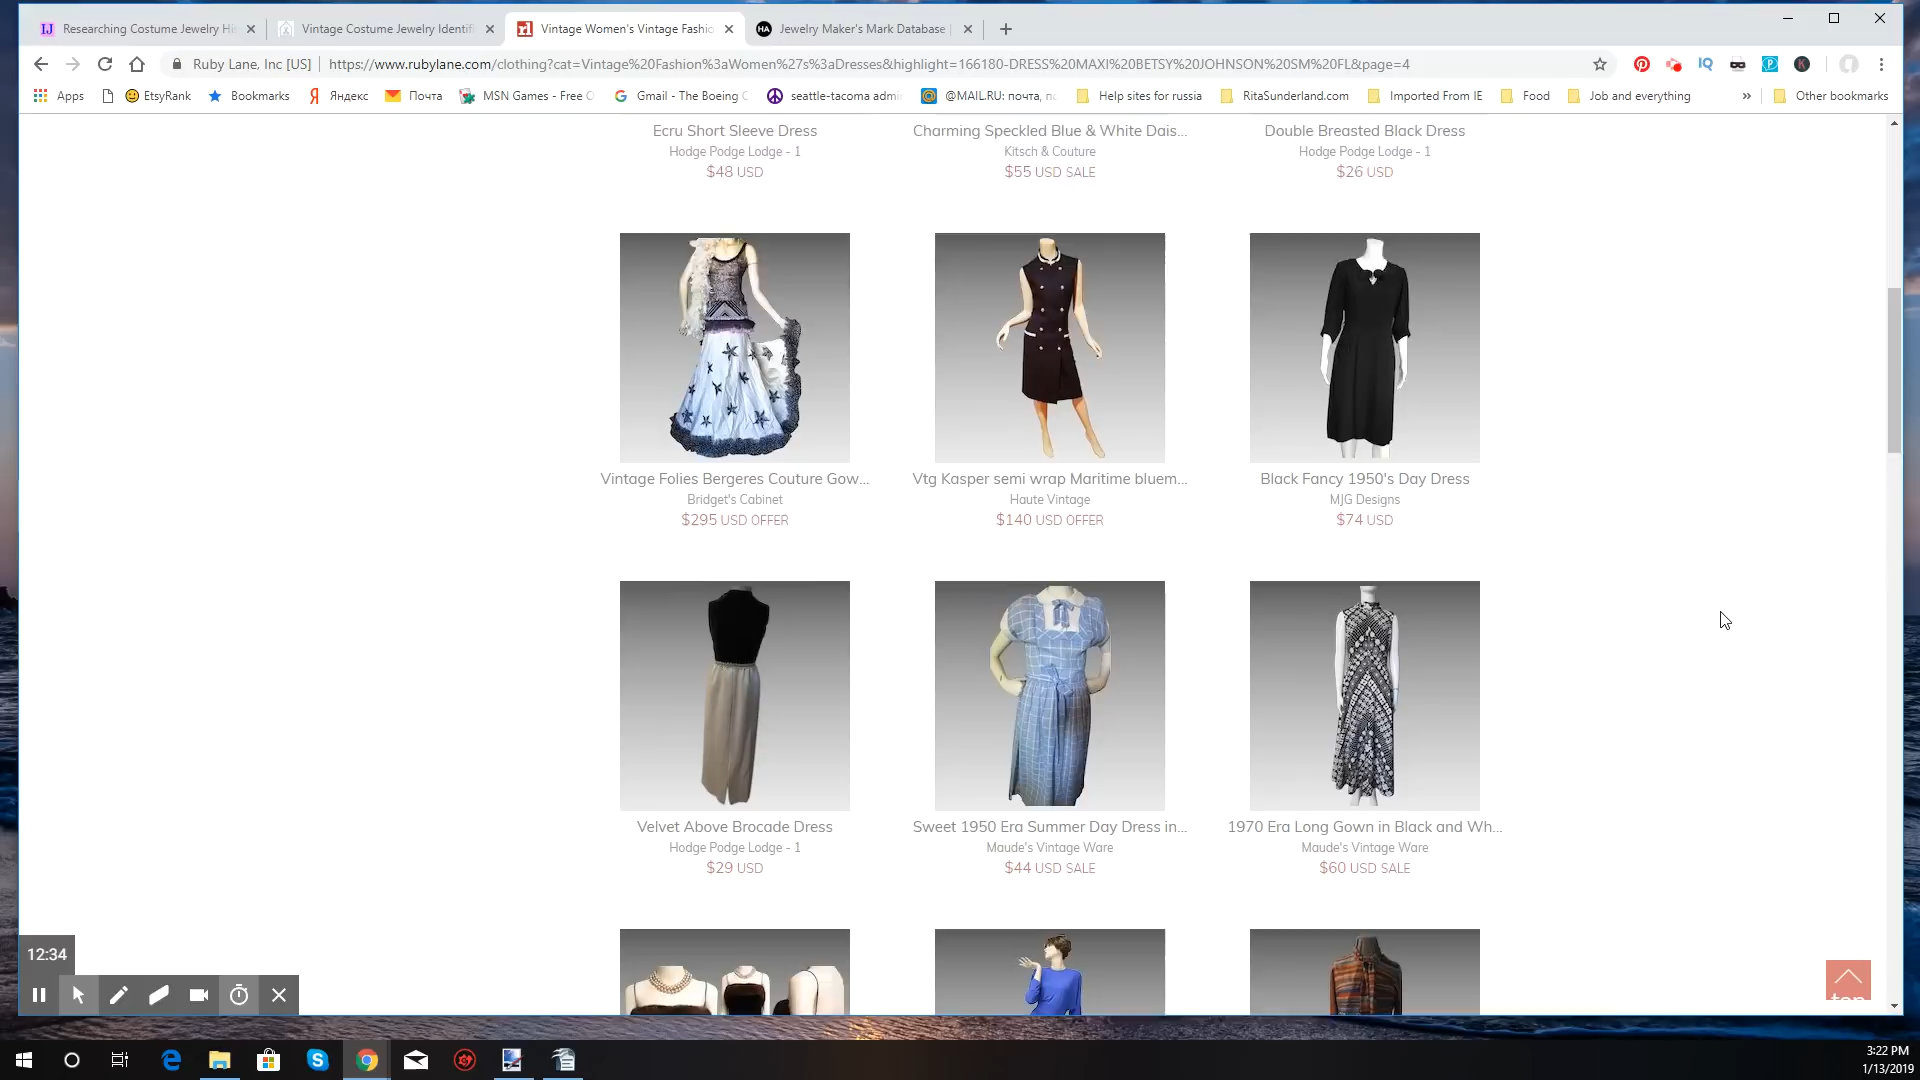 Researching Costume Jewelry Hi
Vintage Costume Jewelry Identifi
Vintage Women's Vintage Fashio
Jewelry Maker's Mark Database |
Ruby Lane, Inc [US] | https://www.rubylane.com/clothing?cat=Vintage%20Fashion%3aWomen%27s%3aDresses&highlight=166180-DRESS%20MAXI%20BETSY%20JOHNSON%20SM%20FL&page=4
Apps EtsyRank Bookmarks Яндекс Почта MSN Games - Free O Gmail - The Boeing C seattle-tacoma admi @MAIL.RU: почта, по Help sites for russia RitaSunderland.com Imported From IE Food Job and everything » Other bookmarks
Ecru Short Sleeve Dress
Hodge Podge Lodge - 1
$48 USD
Charming Speckled Blue & White Dais...
Kitsch & Couture
$55 USD SALE
Double Breasted Black Dress
Hodge Podge Lodge - 1
$26 USD
Vintage Folies Bergeres Couture Gow...
Bridget's Cabinet
$295 USD OFFER
Vtg Kasper semi wrap Maritime bluem...
Haute Vintage
$140 USD OFFER
Black Fancy 1950's Day Dress
MJG Designs
$74 USD
Velvet Above Brocade Dress
Hodge Podge Lodge - 1
$29 USD
Sweet 1950 Era Summer Day Dress in...
Maude's Vintage Ware
$44 USD SALE
1970 Era Long Gown in Black and Wh...
Maude's Vintage Ware
$60 USD SALE
top
12:34
3:22 PM
1/13/2019